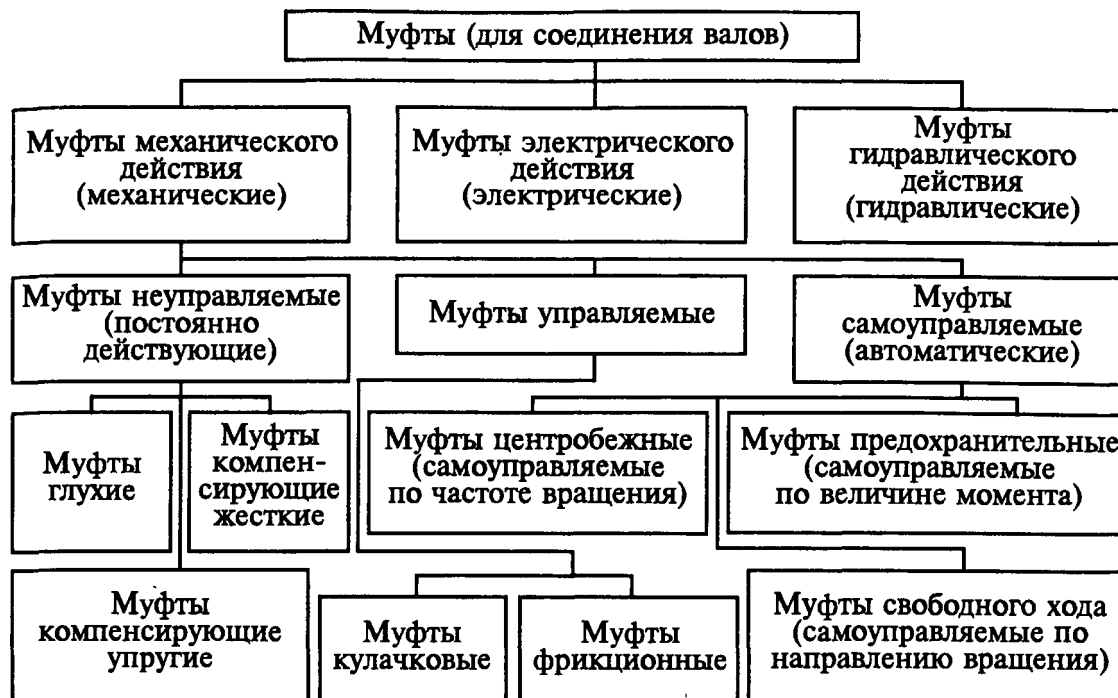 Муфты (для соединения валов)
Муфты механического
действия
(механические)
Муфты электрического
действия
(электрические)
Муфты
гидравлического
действия
(гидравлические)
Муфты неуправляемые
(постоянно
действующие)
Муфты управляемые
Муфты
самоуправляемые
(автоматические)
Муфты
глухие
Муфты
компен-
сирующие
жесткие
Муфты центробежные
(самоуправляемые
по частоте вращения)
Муфты предохранительные
(самоуправляемые
по величине момента)
Муфты
компенсирующие
упругие
Муфты
кулачковые
Муфты
фрикционные
Муфты свободного хода
(самоуправляемые по
направлению вращения)